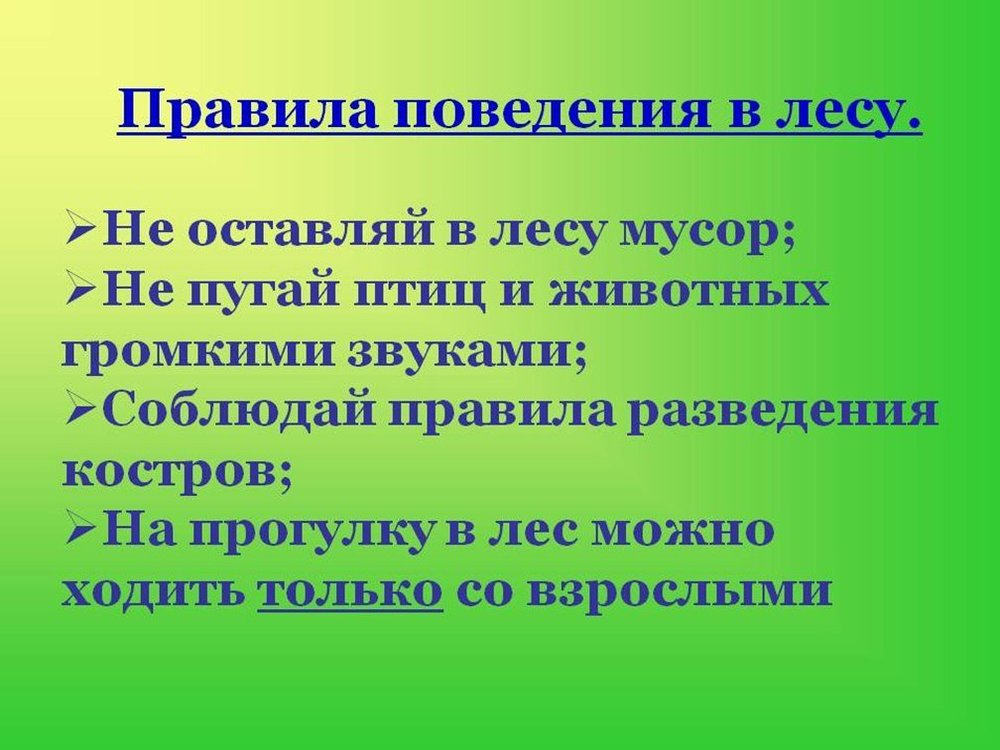 Правила поведения в лесу.
➢Не оставляй в лесу мусор;
➢Не пугай птиц и животных
громкими звуками;
➢Соблюдай правила разведения
костров;
➢На прогулку в лес можно
ходить только со взрослыми